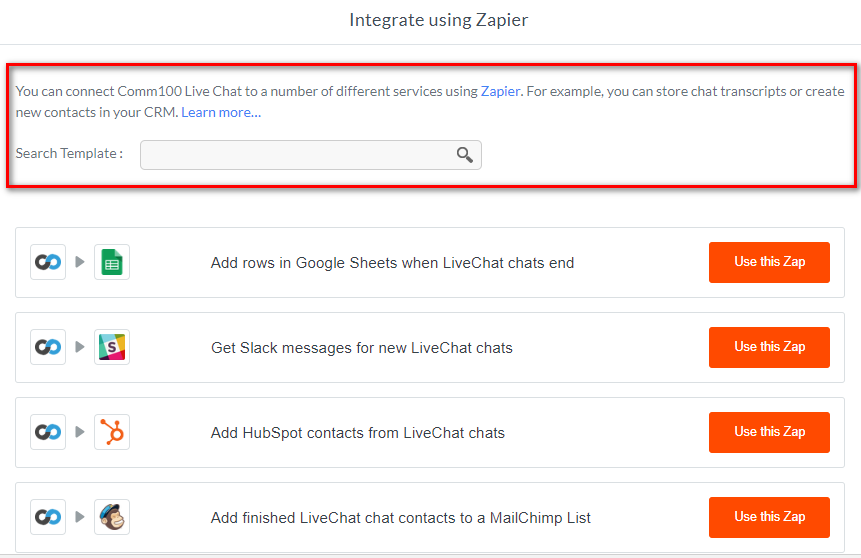 Integrate using Zapier
You can connect Comm100 Live Chat to a number of different services using Zapier. For example, you can store chat transcripts or create
new contacts in your CRM. Learn more...
Search Template :
Add rows in Google Sheets when LiveChat chats end
Use this Zap
S
Get Slack messages for new LiveChat chats
Use this Zap
Add HubSpot contacts from LiveChat chats
Use this Zap
Add finished LiveChat chat contacts to a MailChimp List
Use this Zap